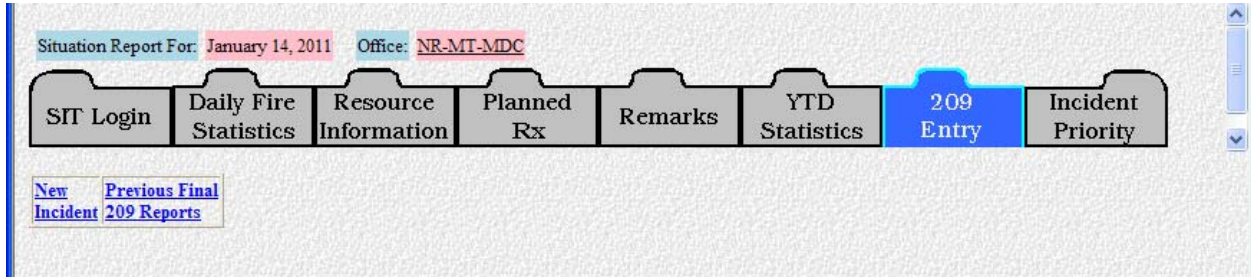 Situation Report For: January 14, 2011 Office: NR-MT-MDC
SIT Login
Daily Fire
Statistics
Resource
Information
Planned
Rx
Remarks
YTD
Statistics
209
Entry
Incident
Priority
New
Incident
Previous Final
209 Reports